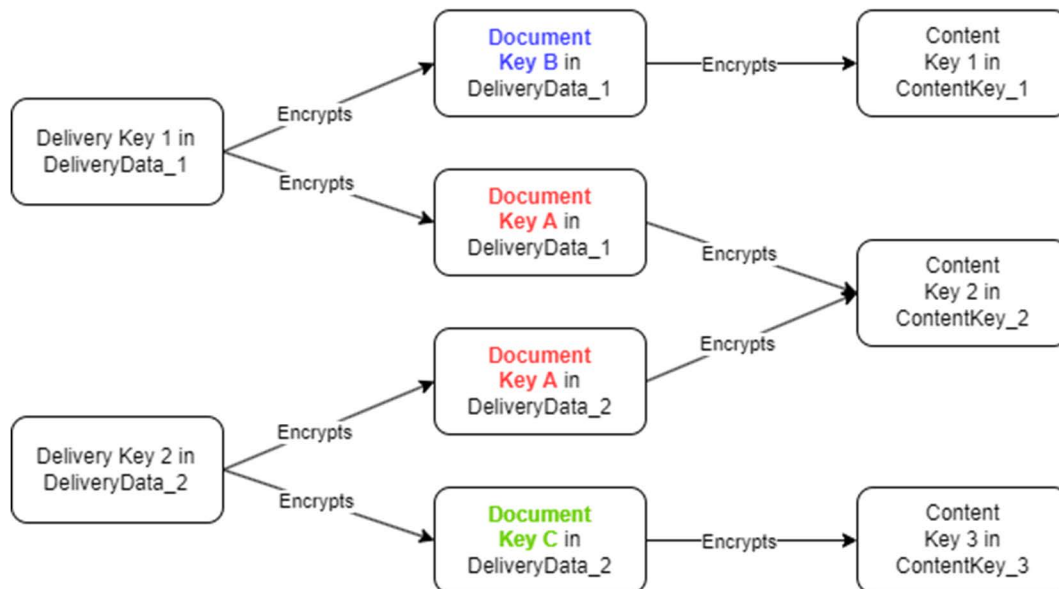 Document
Key B in
DeliveryData_1
Encrypts
Content
Key 1 in
ContentKey_1
Encrypts
Delivery Key 1 in
DeliveryData_1
Encrypts
Document
Key A in
DeliveryData_1
Encrypts
Content
Key 2 in
ContentKey_2
Encrypts
Document
Key A in
DeliveryData_2
Encrypts
Delivery Key 2 in
DeliveryData_2
Encrypts
Document
Key C in
DeliveryData_2
Encrypts
Content
Key 3 in
ContentKey_3